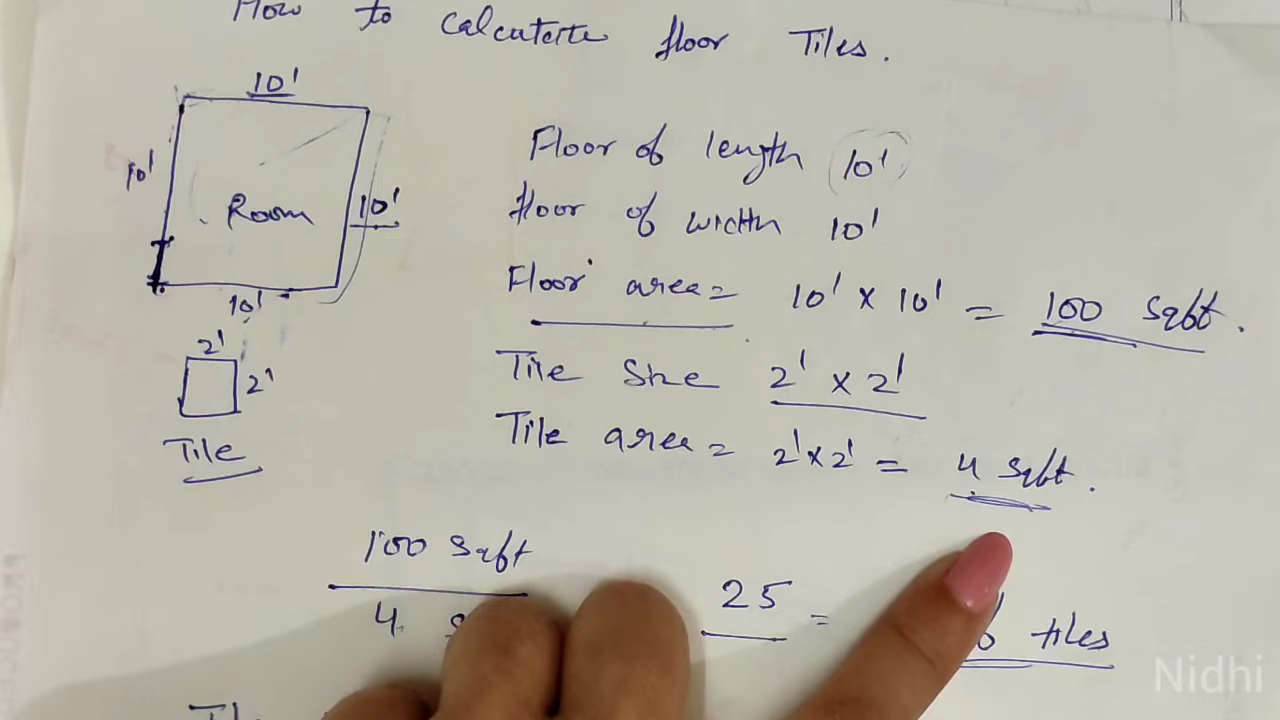 How to calcutete floor Tiles.
10'
10'
Room
10'
10'
2'
2'
Tile
Floor of length 10'
floor of width 10'
Floor area = 10' x 10' = 100 Sqft.
Tile Size 2' x 2'
Tile area = 2' x 2' = 4 Sqft.
100 Sqft
4
25 =
tiles
Nidhi